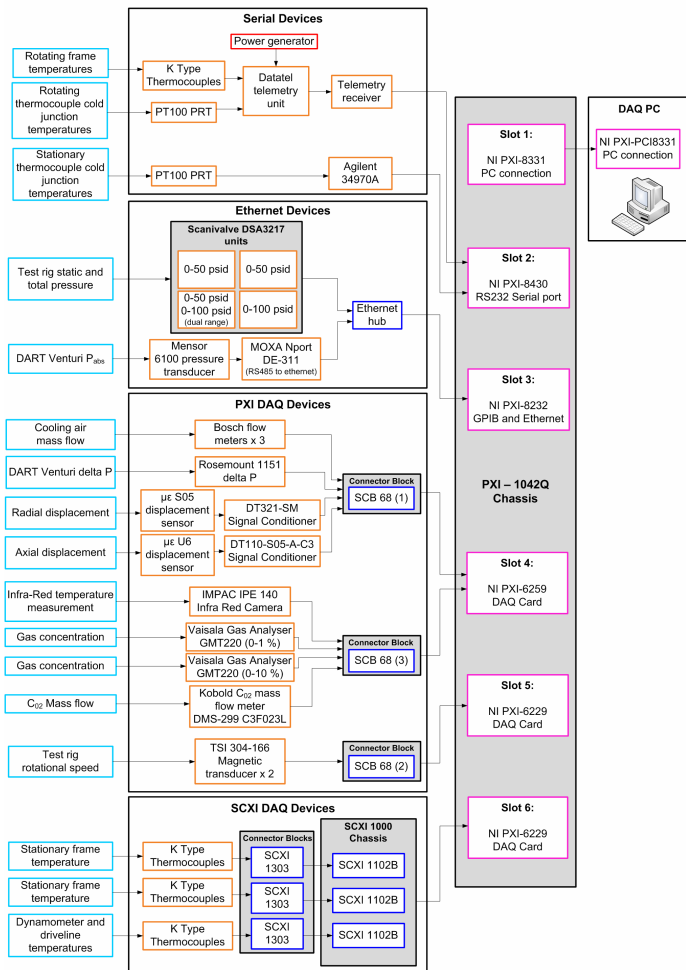 Serial Devices
Power generator
Rotating frame
temperatures
K Type
Thermocouples
Datatel
telemetry
unit
Telemetry
receiver
Rotating
thermocouple cold
junction
temperatures
PT100 PRT
Stationary
thermocouple cold
junction
temperatures
PT100 PRT
Agilent
34970A
Ethernet Devices
Scanivalve DSA3217
units
0-50 psid
0-50 psid
0-50 psid
0-100 psid
(dual range)
0-100 psid
Test rig static and
total pressure
Ethernet
hub
DART Venturi Pabs
Mensor
6100 pressure
transducer
MOXA Nport
DE-311
(RS485 to ethernet)
PXI DAQ Devices
Cooling air
mass flow
Bosch flow
meters x 3
DART Venturi delta P
Rosemount 1151
delta P
Connector Block
SCB 68 (1)
Radial displacement
με S05
displacement
sensor
DT321-SM
Signal Conditioner
Axial displacement
με U6
displacement
sensor
DT110-S05-A-C3
Signal Conditioner
Infra-Red temperature
measurement
IMPAC IPE 140
Infra Red Camera
Gas concentration
Vaisala Gas Analyser
GMT220 (0-1 %)
Connector Block
SCB 68 (3)
Gas concentration
Vaisala Gas Analyser
GMT220 (0-10 %)
C02 Mass flow
Kobold C02 mass
flow meter
DMS-299 C3F023L
Test rig
rotational speed
TSI 304-166
Magnetic
transducer x 2
Connector Block
SCB 68 (2)
SCXI DAQ Devices
Connector Blocks
SCXI 1000
Chassis
Stationary frame
temperature
K Type
Thermocouples
SCXI
1303
SCXI 1102B
Stationary frame
temperature
K Type
Thermocouples
SCXI
1303
SCXI 1102B
Dynamometer and
driveline
temperatures
K Type
Thermocouples
SCXI
1303
SCXI 1102B
Slot 1:
NI PXI-8331
PC connection
Slot 2:
NI PXI-8430
RS232 Serial port
Slot 3:
NI PXI-8232
GPIB and Ethernet
PXI – 1042Q
Chassis
Slot 4:
NI PXI-6259
DAQ Card
Slot 5:
NI PXI-6229
DAQ Card
Slot 6:
NI PXI-6229
DAQ Card
DAQ PC
NI PXI-PCI8331
PC connection